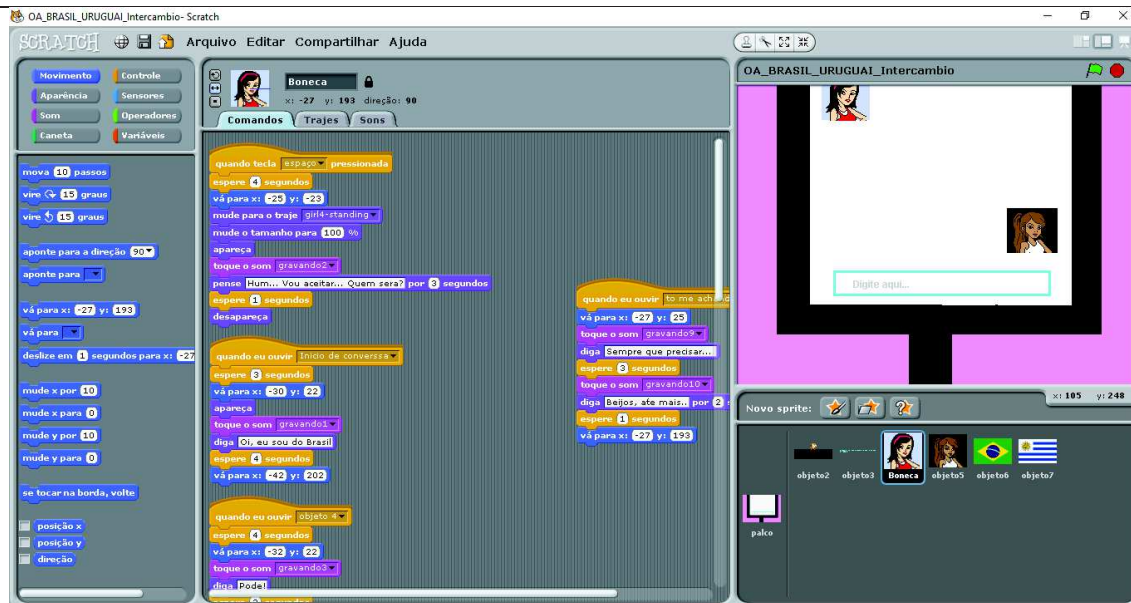 OA_BRASIL_URUGUAI_Intercambio- Scratch
SCRATCH Arquivo Editar Compartilhar Ajuda
Movimento Controle
Aparência Sensores
Som Operadores
Caneta Variáveis
mova 10 passos
vire 15 graus
vire 15 graus
aponte para a direção 90
aponte para
vá para x: -27 y: 193
vá para
deslize em 1 segundos para x: -27
mude x por 10
mude x para 0
mude y por 10
mude y para 0
se tocar na borda, volte
posição x
posição y
direção
Boneca
x: -27 y: 193 direção: 90
Comandos Trajes Sons
quando tecla espaço pressionada
espere 4 segundos
vá para x: -25 y: -23
mude para o traje girl4-standing
mude o tamanho para 100 %
apareça
toque o som gravando2
pense Hum... Vou aceitar... Quem sera? por 3 segundos
espere 1 segundos
desapareça
quando eu ouvir Inicio de converssa
espere 3 segundos
vá para x: -30 y: 22
apareça
toque o som gravando1
diga Oi, eu sou do Brasil
espere 4 segundos
vá para x: -42 y: 202
quando eu ouvir objeto 4
espere 4 segundos
vá para x: -32 y: 22
toque o som gravando3
diga Pode!
quando eu ouvir to me
vá para x: -27 y: 25
toque o som gravando9
diga Sempre que precisar...
espere 3 segundos
toque o som gravando10
diga Beijos, ate mais.. por 2
espere 1 segundos
vá para x: -27 y: 193
OA_BRASIL_URUGUAI_Intercambio
Digite aqui...
x: 105 y: 248
Novo sprite:
objeto2 objeto3 Boneca objeto5 objeto6 objeto7
palco